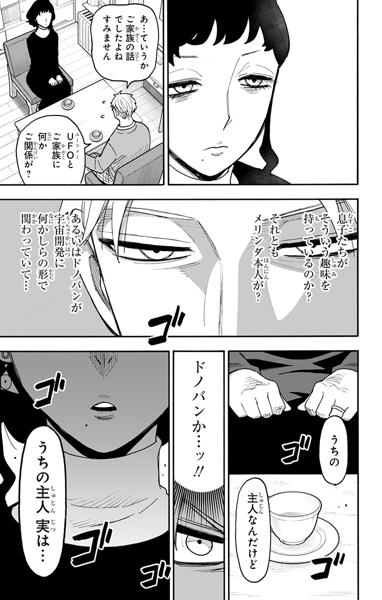 あ…ていうか
ご家族の話
でしたよね
すみません
UFOと
ご家族に
何か
ご関係が?
息子たちが
そういう趣味を
持っているのか?
それとも
メリンダ本人が?
あるいはドノバンが
宇宙開発に
何かしらの形で
関わっていて…
うちの
主人なんだけど
ドノバンか…ッ!!
うちの主人 実は…